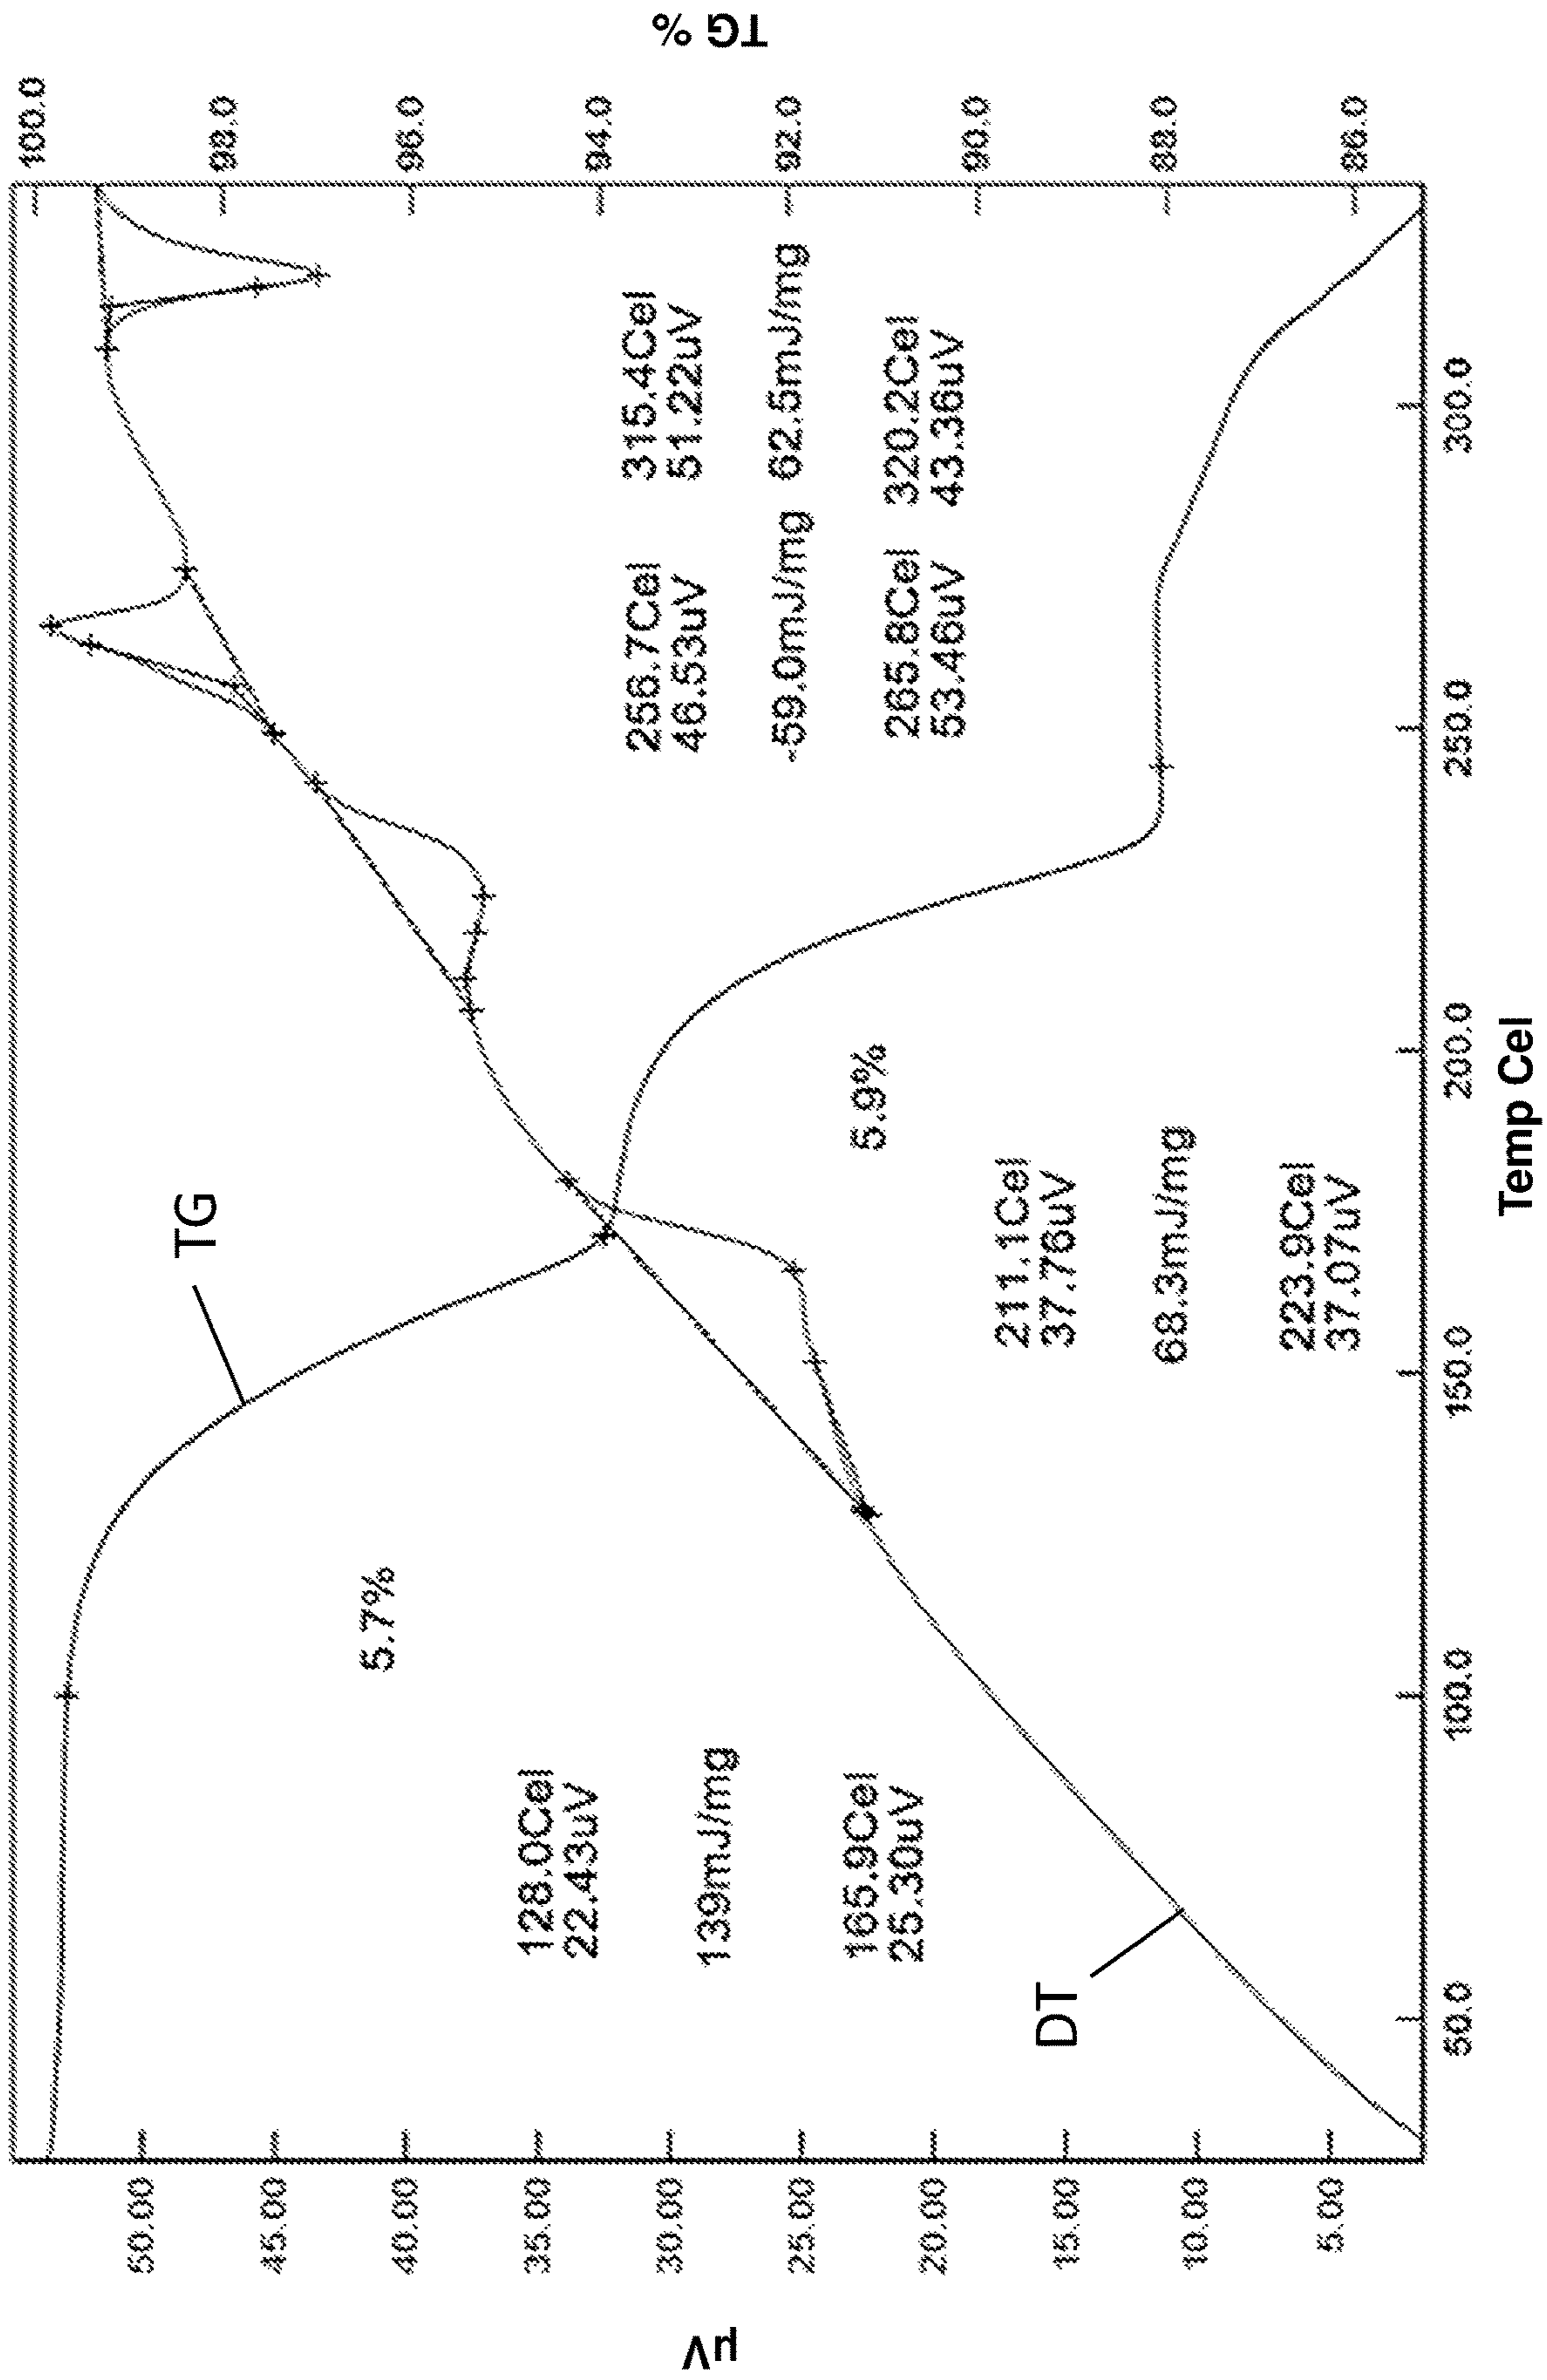 TG %
100.0
98.0
96.0
94.0
92.0
90.0
88.0
86.0
µV
50.00
45.00
40.00
35.00
30.00
25.00
20.00
15.00
10.00
5.00
TG
5.7%
128.0Cel
22.43uV
139mJ/mg
165.9Cel
25.30uV
DT
5.9%
211.1Cel
37.76uV
68.3mJ/mg
223.9Cel
37.07uV
256.7Cel
46.53uV
-59.0mJ/mg
265.8Cel
53.46uV
315.4Cel
51.22uV
62.5mJ/mg
320.2Cel
43.36uV
50.0
100.0
150.0
200.0
250.0
300.0
Temp Cel